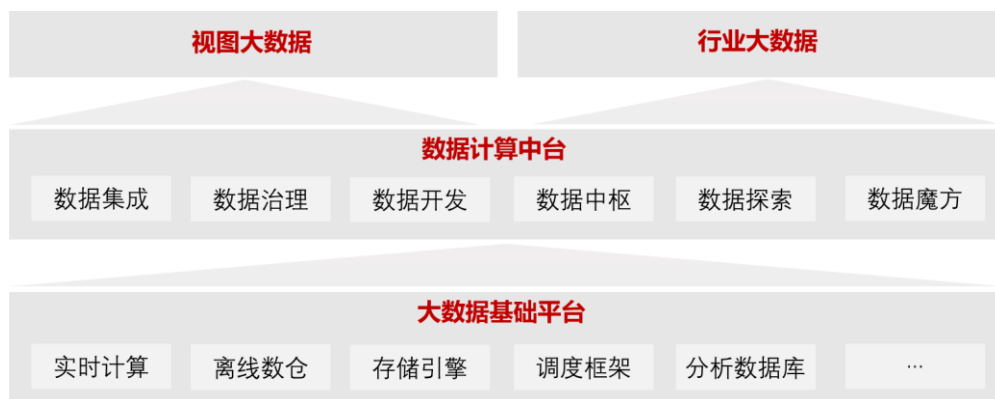 视图大数据 行业大数据
数据计算中台
数据集成 数据治理 数据开发 数据中枢 数据探索 数据魔方
大数据基础平台
实时计算 离线数仓 存储引擎 调度框架 分析数据库 ...